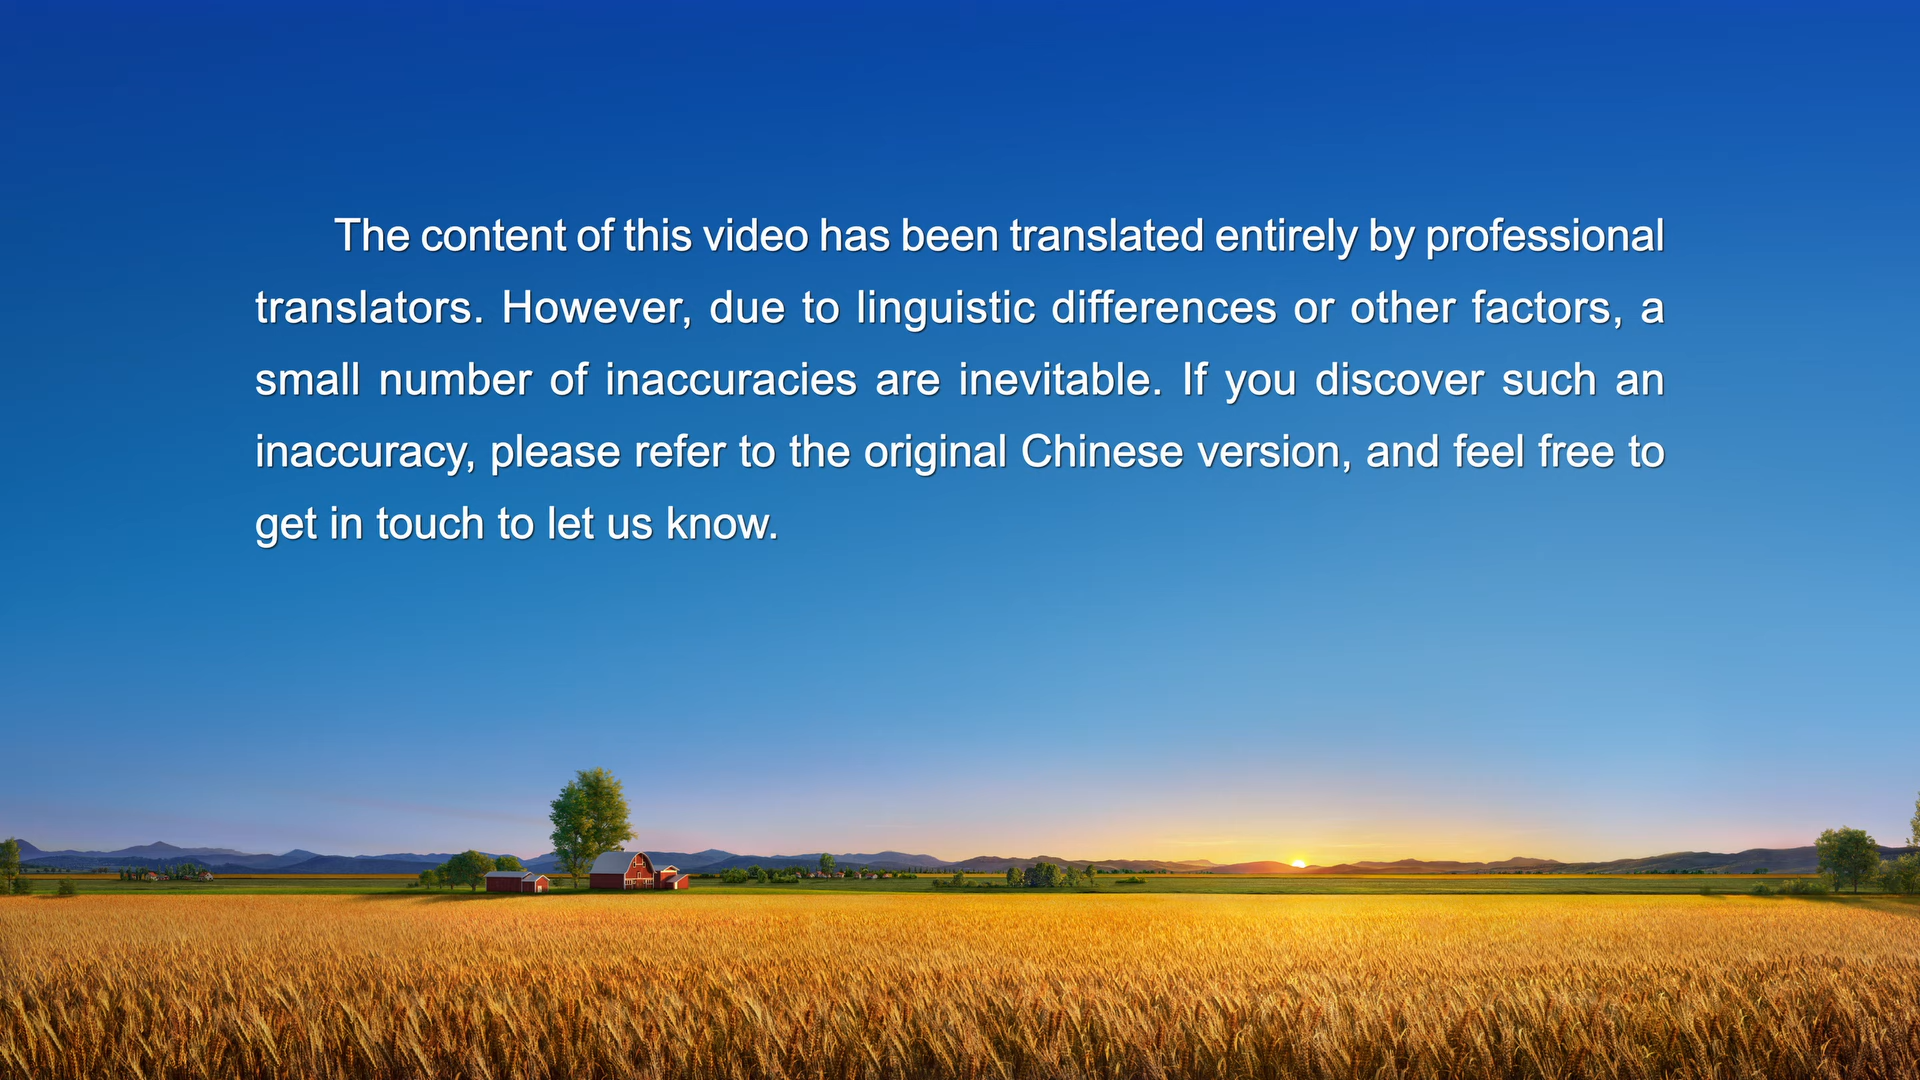 The content of this video has been translated entirely by professional
translators. However, due to linguistic differences or other factors, a
small number of inaccuracies are inevitable. If you discover such an
inaccuracy, please refer to the original Chinese version, and feel free to
get in touch to let us know.